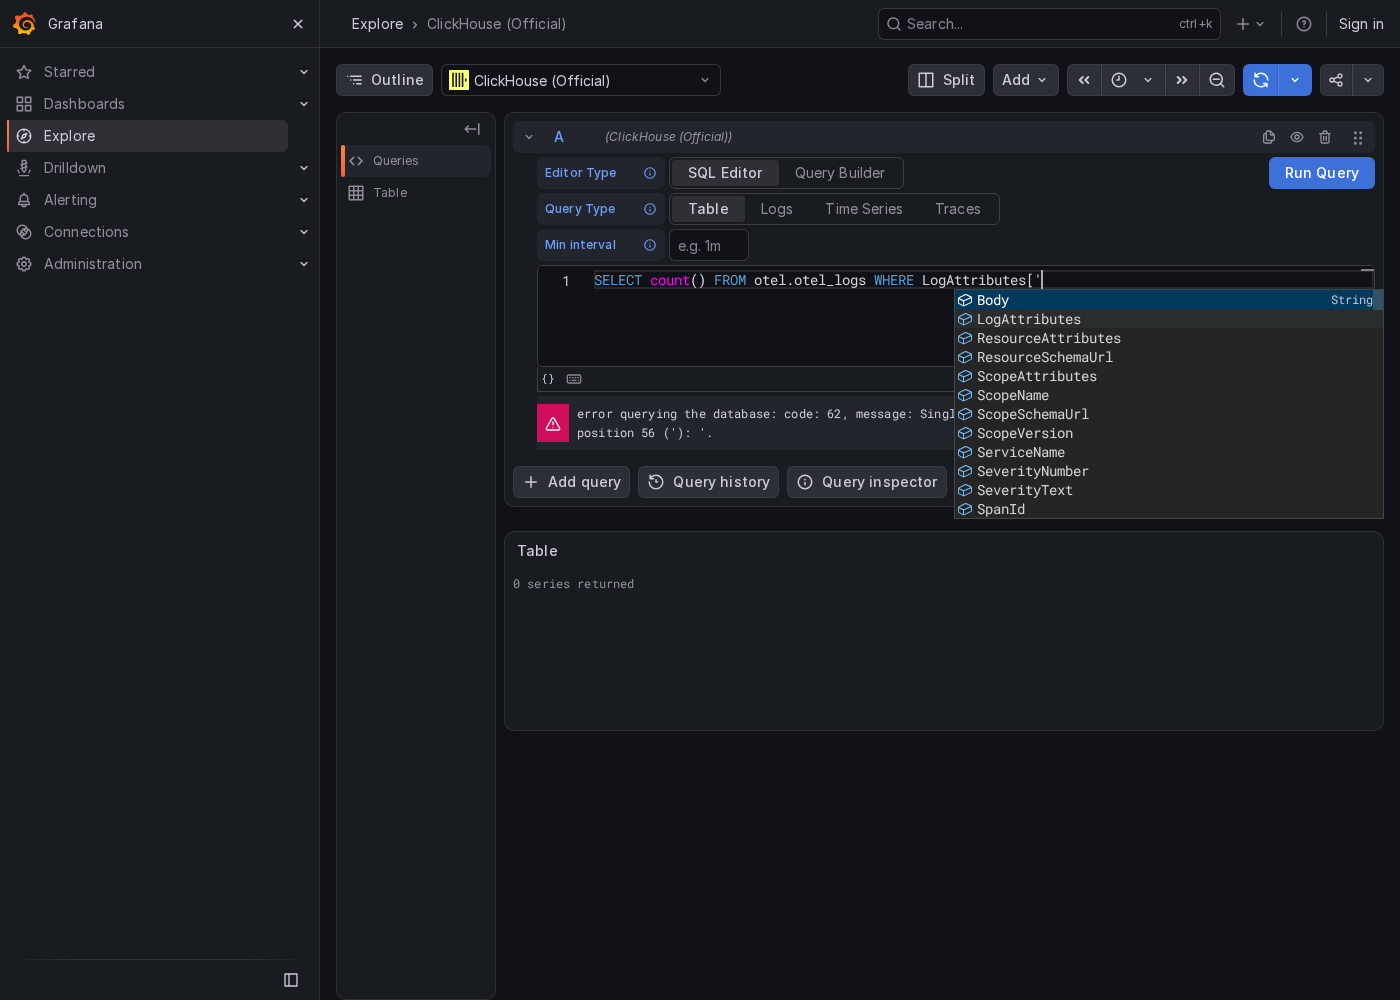 Grafana
Explore › ClickHouse (Official)
Search...
ctrl+k
Sign in
Starred
Dashboards
Explore
Drilldown
Alerting
Connections
Administration
Outline
ClickHouse (Official)
Split
Add
Queries
Table
A
(ClickHouse (Official))
Editor Type
SQL Editor
Query Builder
Run Query
Query Type
Table
Logs
Time Series
Traces
Min interval
e.g. 1m
1
SELECT count() FROM otel.otel_logs WHERE LogAttributes['
Body
String
LogAttributes
ResourceAttributes
ResourceSchemaUrl
ScopeAttributes
ScopeName
ScopeSchemaUrl
ScopeVersion
ServiceName
SeverityNumber
SeverityText
SpanId
{}
error querying the database: code: 62, message: Singl
position 56 ('): '.
Add query
Query history
Query inspector
Table
0 series returned